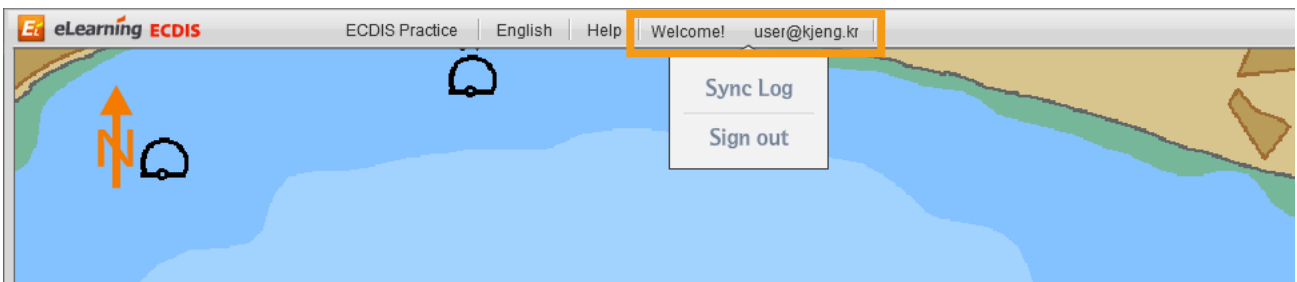 eLearning ECDIS ECDIS Practice English Help Welcome! user@kjeng.kr
Sync Log
Sign out
N